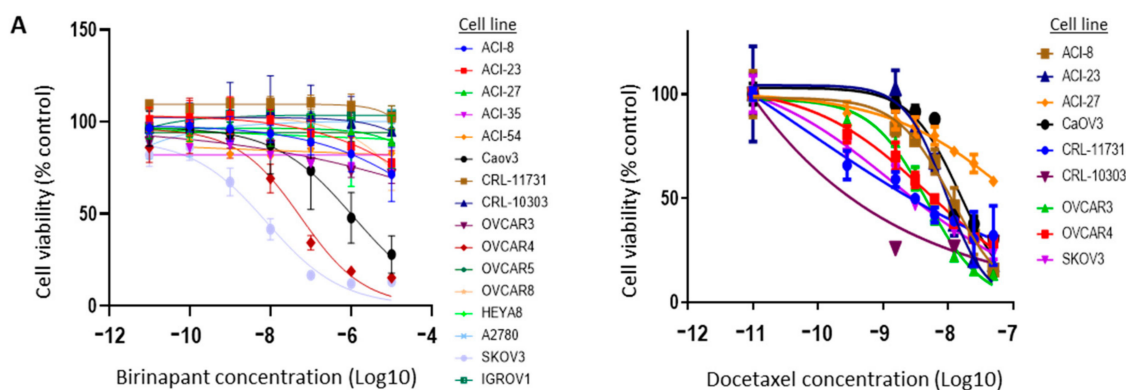 A
Cell viability (% control)
150
100
50
0
−12
−10
−8
−6
−4
Birinapant concentration (Log10)
Cell line
ACI-8
ACI-23
ACI-27
ACI-35
ACI-54
Caov3
CRL-11731
CRL-10303
OVCAR3
OVCAR4
OVCAR5
OVCAR8
HEYA8
A2780
SKOV3
IGROV1
Cell viability (% control)
100
50
0
−12
−11
−10
−9
−8
−7
Docetaxel concentration (Log10)
Cell line
ACI-8
ACI-23
ACI-27
CaOV3
CRL-11731
CRL-10303
OVCAR3
OVCAR4
SKOV3